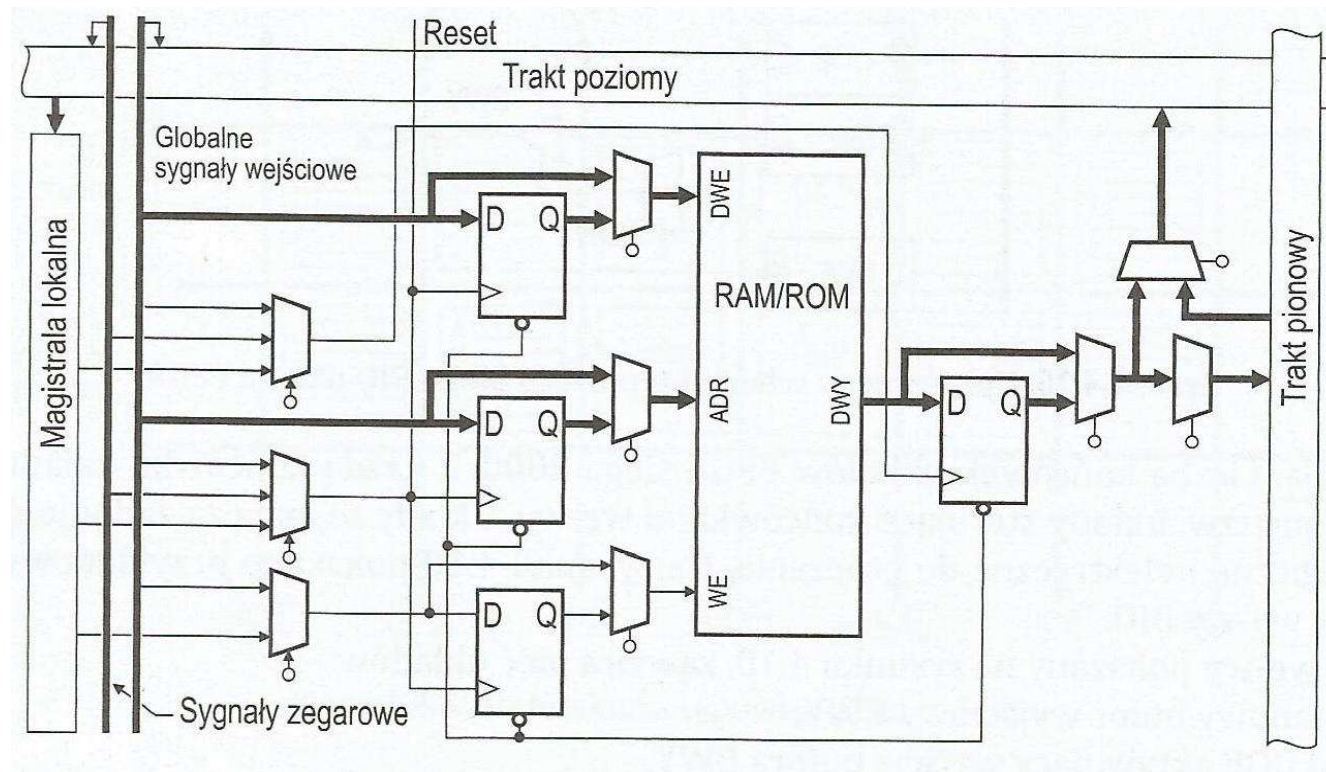 Reset
Trakt poziomy
Globalne
sygnały wejściowe
Magistrala lokalna
D Q
DWE
RAM/ROM
D Q
ADR
DWY
D Q
D Q
WE
Trakt pionowy
Sygnały zegarowe